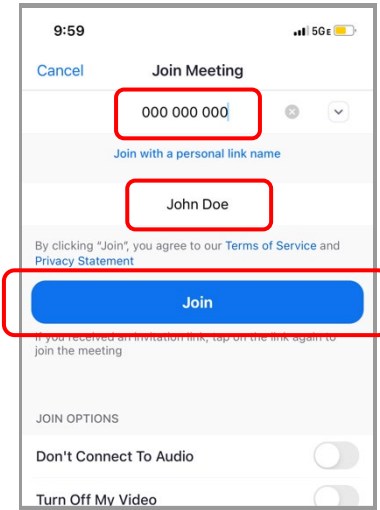 9:59 5GE
Cancel Join Meeting
000 000 000
Join with a personal link name
John Doe
By clicking "Join", you agree to our Terms of Service and
Privacy Statement
Join
If you received an invitation link, tap on the link again to
join the meeting
JOIN OPTIONS
Don't Connect To Audio
Turn Off My Video